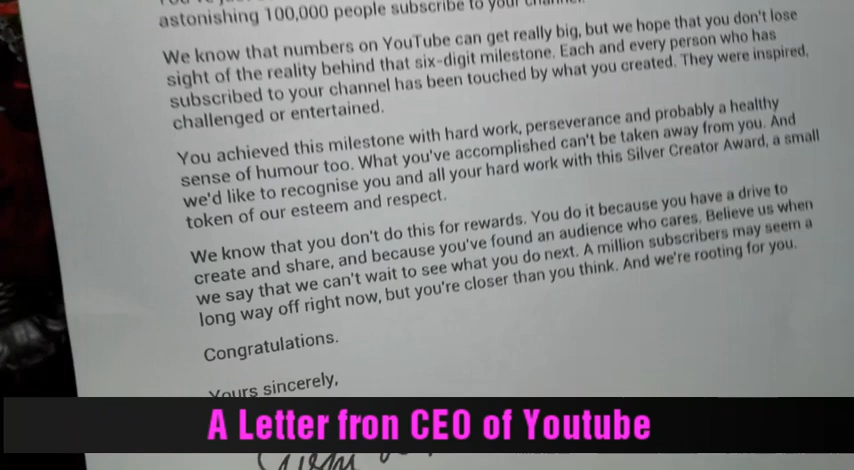 astonishing 100,000 people subscribe to your channel.
We know that numbers on YouTube can get really big, but we hope that you don't lose
sight of the reality behind that six-digit milestone. Each and every person who has
subscribed to your channel has been touched by what you created. They were inspired,
challenged or entertained.
You achieved this milestone with hard work, perseverance and probably a healthy
sense of humour too. What you've accomplished can't be taken away from you. And
we'd like to recognise you and all your hard work with this Silver Creator Award, a small
token of our esteem and respect.
We know that you don't do this for rewards. You do it because you have a drive to
create and share, and because you've found an audience who cares. Believe us when
we say that we can't wait to see what you do next. A million subscribers may seem a
long way off right now, but you're closer than you think. And we're rooting for you.
Congratulations.
Yours sincerely,
A Letter fron CEO of Youtube